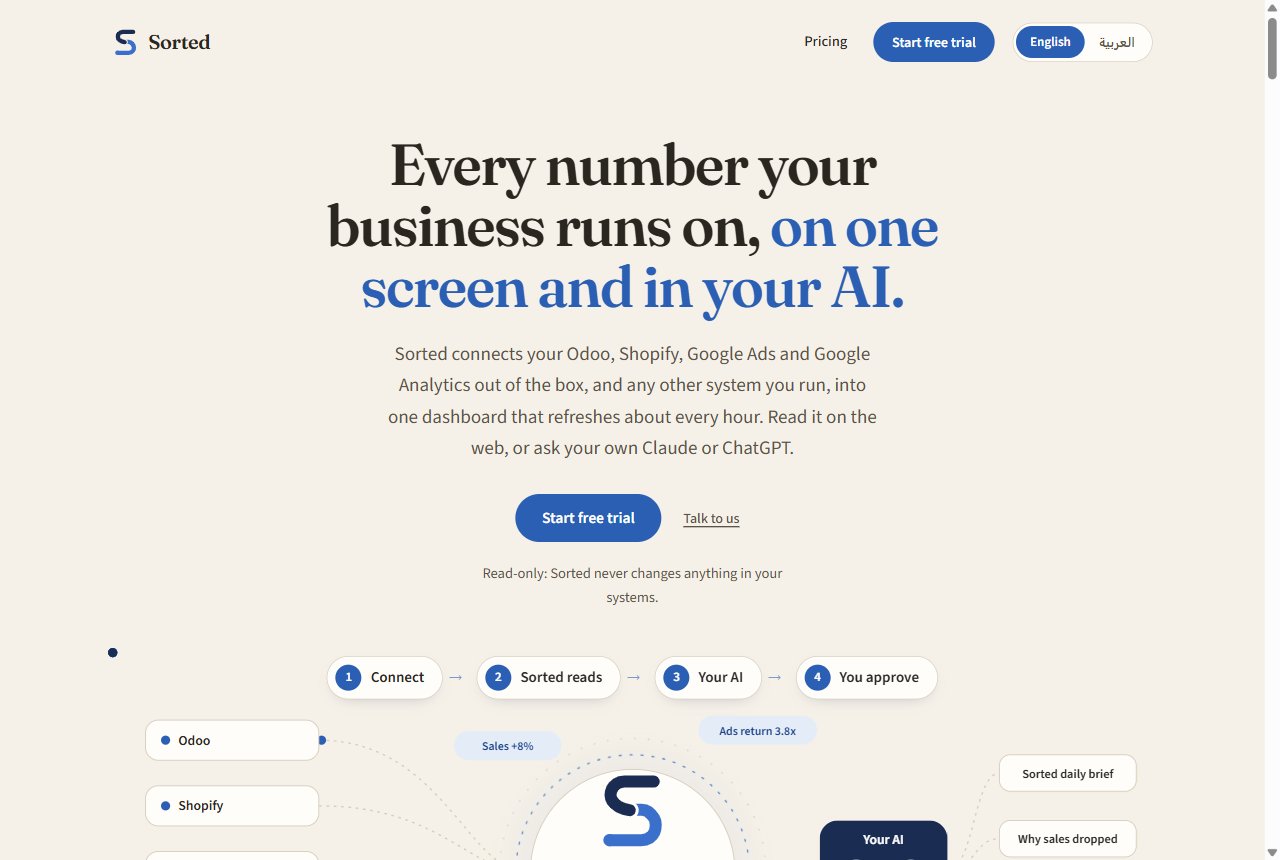 Sorted
Pricing
Start free trial
English
العربية
Every number your
business runs on, on one
screen and in your AI.
Sorted connects your Odoo, Shopify, Google Ads and Google
Analytics out of the box, and any other system you run, into
one dashboard that refreshes about every hour. Read it on the
web, or ask your own Claude or ChatGPT.
Start free trial
Talk to us
Read-only: Sorted never changes anything in your
systems.
1 Connect →
2 Sorted reads →
3 Your AI →
4 You approve
Odoo
Sales +8%
Ads return 3.8x
Shopify
Your AI
Sorted daily brief
Why sales dropped